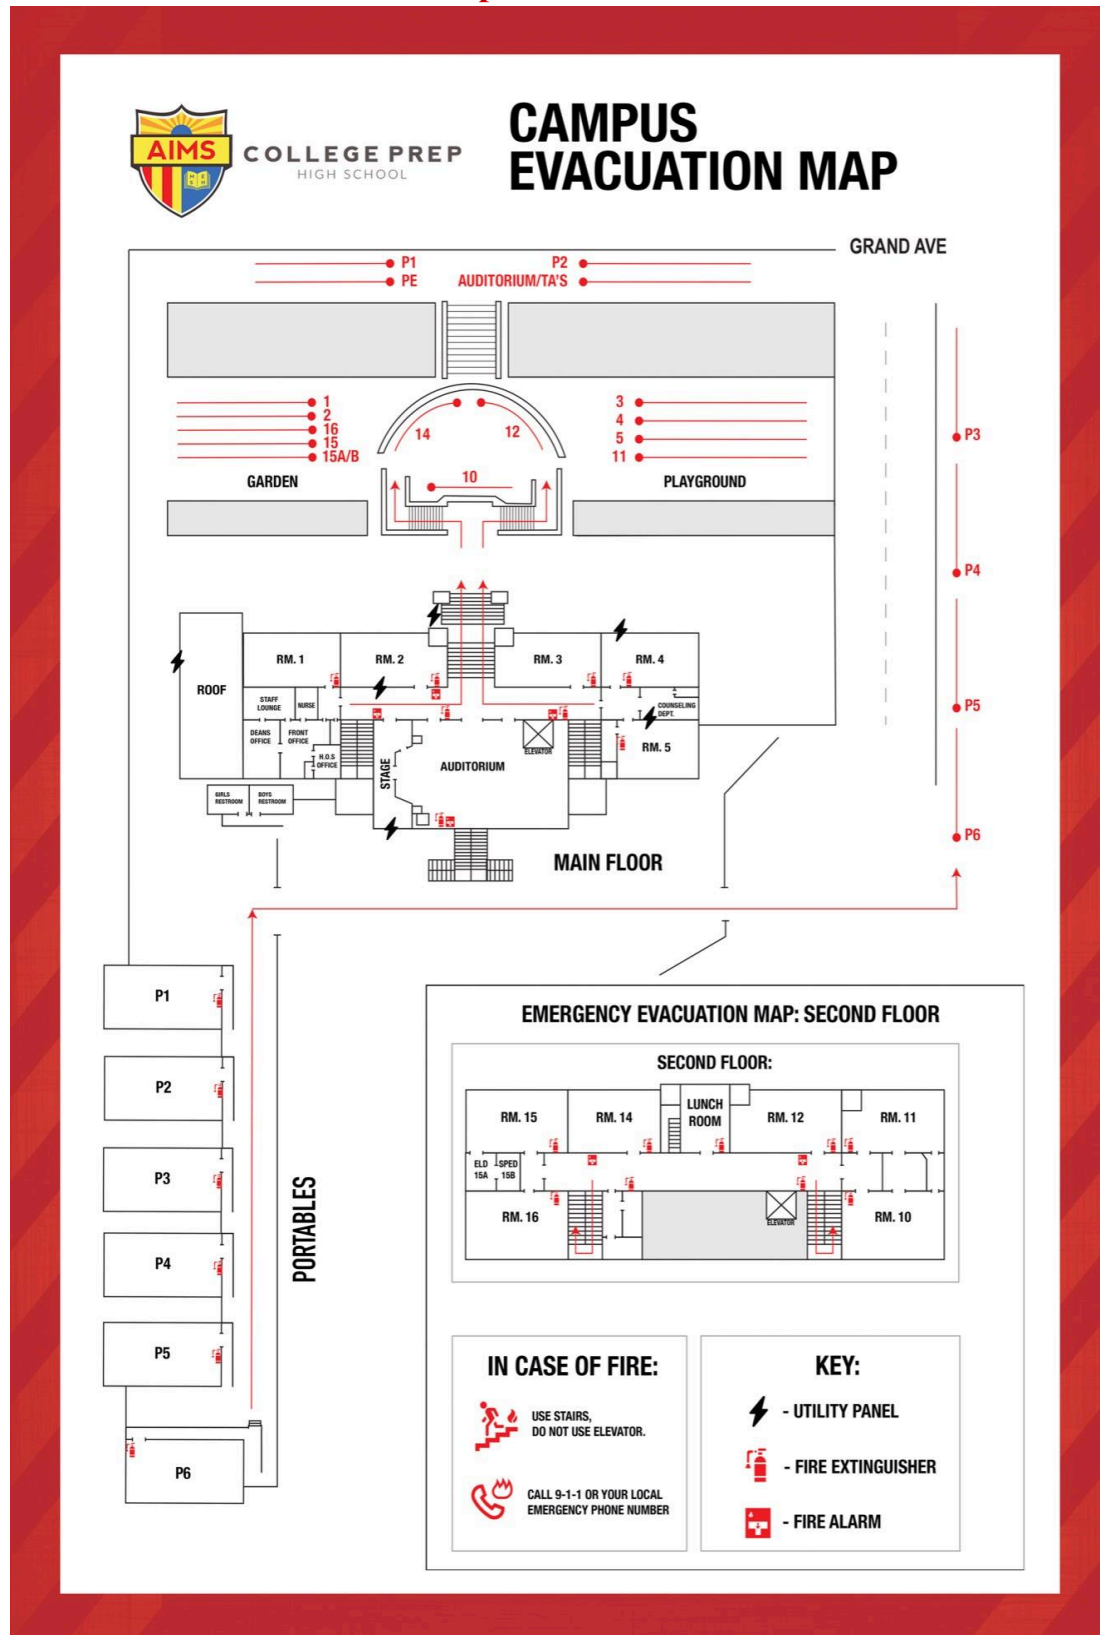 AIMS
COLLEGE PREP
HIGH SCHOOL
CAMPUS
EVACUATION MAP
GRAND AVE
P1
P2
PE
AUDITORIUM/TA'S
1
2
16
15
15A/B
14
12
10
3
4
5
11
GARDEN
PLAYGROUND
P3
P4
P5
P6
ROOF
RM. 1
RM. 2
RM. 3
RM. 4
STAFF
LOUNGE
NURSE
COUNSELING
DEPT.
DEANS
OFFICE
FRONT
OFFICE
H.O.S
OFFICE
STAGE
AUDITORIUM
ELEVATOR
RM. 5
GIRLS
RESTROOM
BOYS
RESTROOM
MAIN FLOOR
P1
P2
P3
P4
P5
P6
PORTABLES
EMERGENCY EVACUATION MAP: SECOND FLOOR
SECOND FLOOR:
RM. 15
RM. 14
LUNCH
ROOM
RM. 12
RM. 11
ELD
15A
SPED
15B
RM. 16
ELEVATOR
RM. 10
IN CASE OF FIRE:
USE STAIRS,
DO NOT USE ELEVATOR.
CALL 9-1-1 OR YOUR LOCAL
EMERGENCY PHONE NUMBER
KEY:
- UTILITY PANEL
- FIRE EXTINGUISHER
- FIRE ALARM